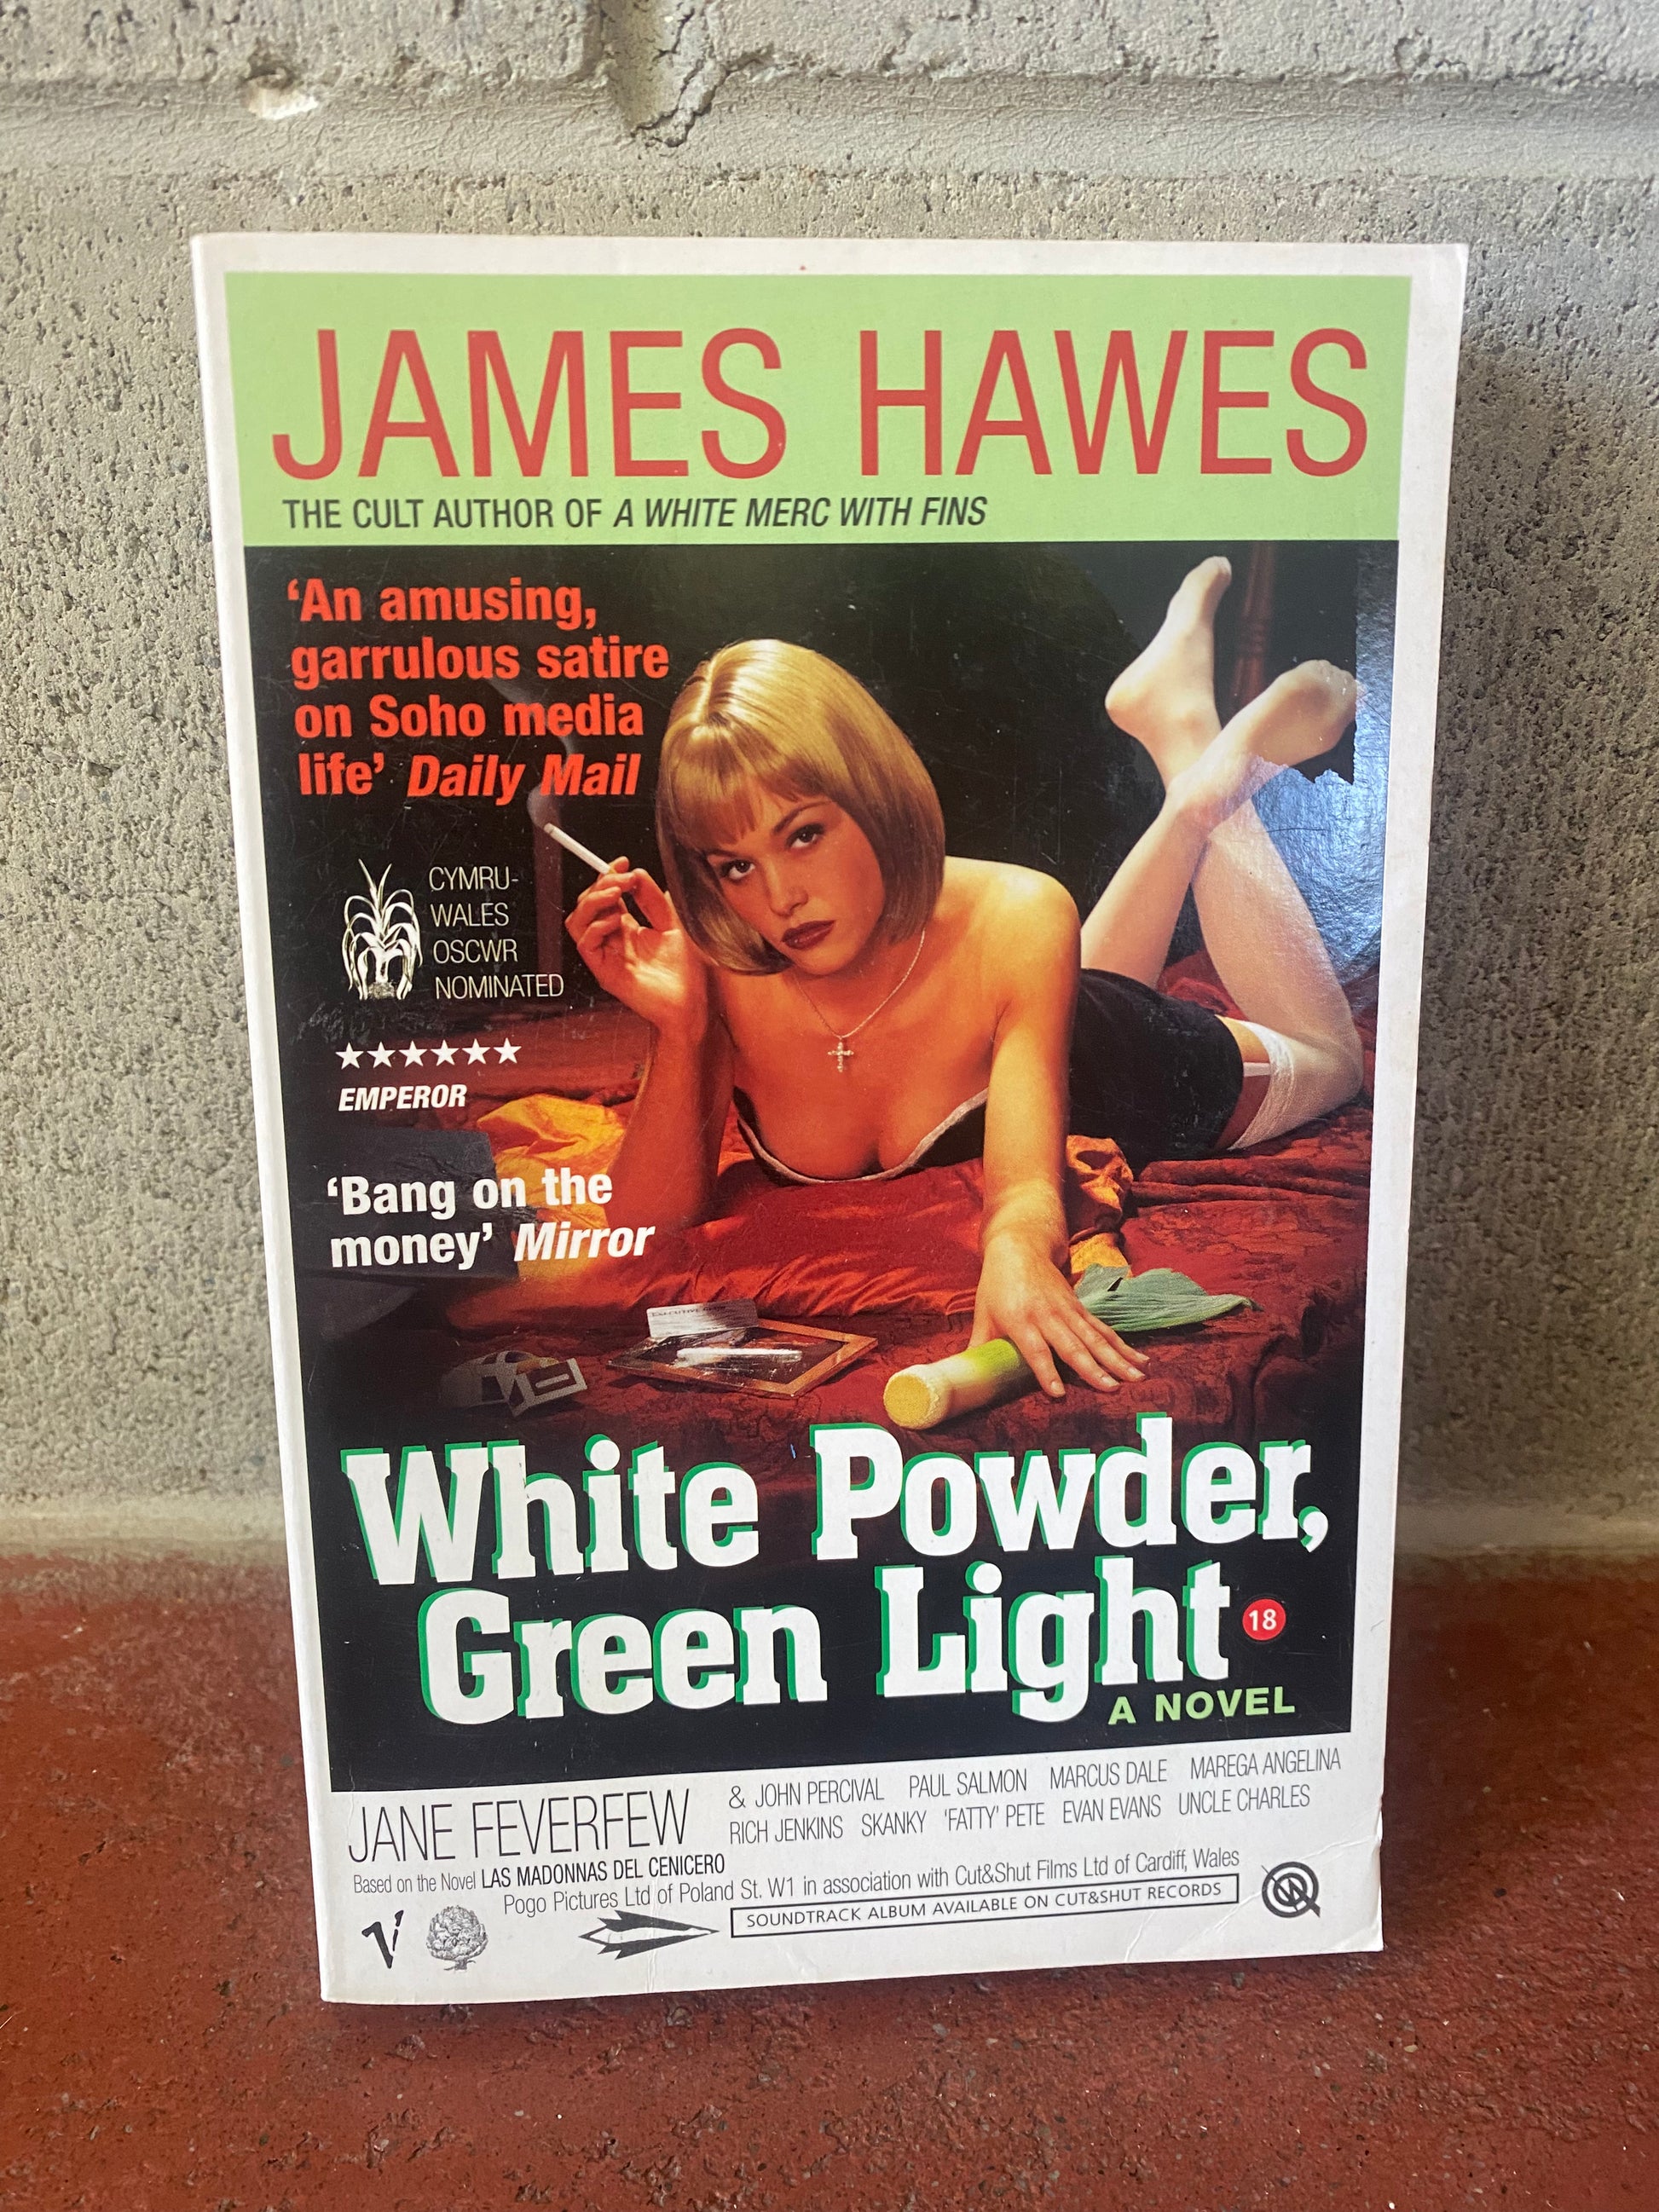 JAMES HAWES
THE CULT AUTHOR OF A WHITE MERC WITH FINS
‘An amusing,
garrulous satire
on Soho media
life’ Daily Mail
CYMRU-
WALES
OSCWR
NOMINATED
★★★★★★
EMPEROR
‘Bang on the
money’ Mirror
White Powder,
Green Light
18
A NOVEL
JANE FEVERFEW
& JOHN PERCIVAL PAUL SALMON MARCUS DALE MAREGA ANGELINA
RICH JENKINS SKANKY ‘FATTY’ PETE EVAN EVANS UNCLE CHARLES
Based on the Novel LAS MADONNAS DEL CENICERO
Pogo Pictures Ltd of Poland St. W1 in association with Cut&Shut Films Ltd of Cardiff, Wales
SOUNDTRACK ALBUM AVAILABLE ON CUT&SHUT RECORDS